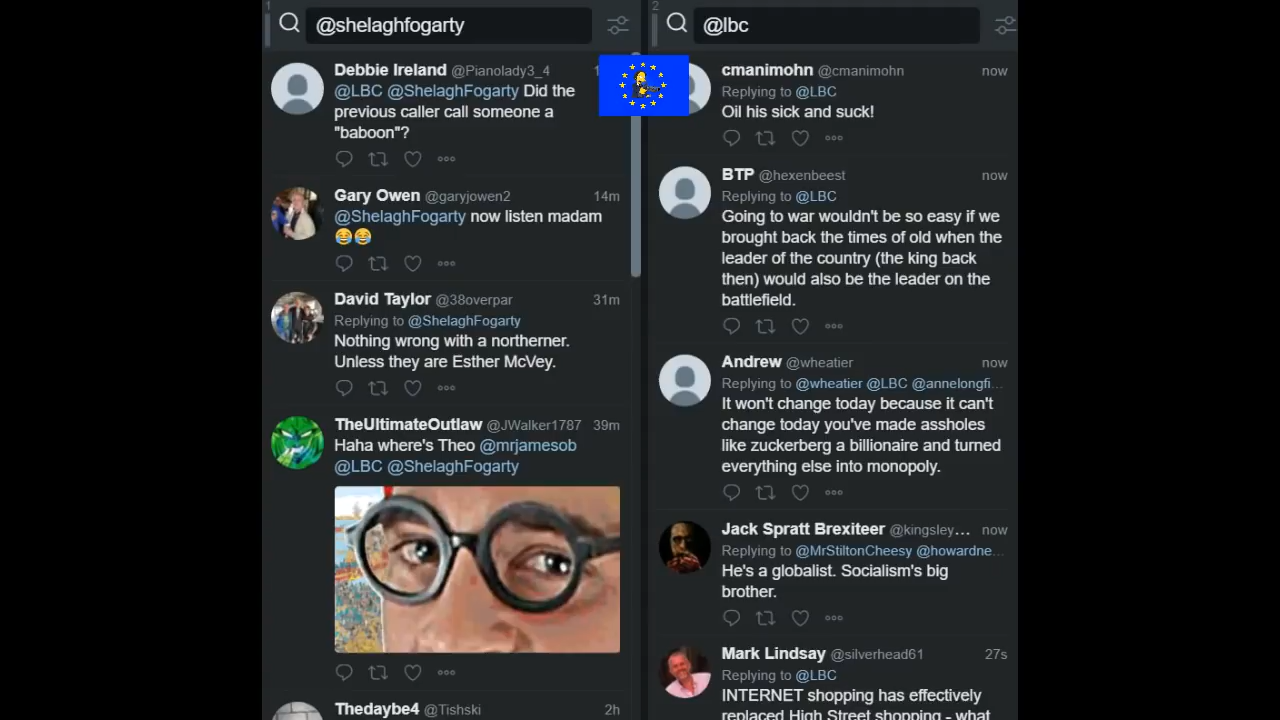 1
@shelaghfogarty
Debbie Ireland @Pianolady3_4
@LBC @ShelaghFogarty Did the
previous caller call someone a
"baboon"?
Gary Owen @garyjowen2 14m
@ShelaghFogarty now listen madam
😂😂
David Taylor @38overpar 31m
Replying to @ShelaghFogarty
Nothing wrong with a northerner.
Unless they are Esther McVey.
TheUltimateOutlaw @JWalker1787 39m
Haha where's Theo @mrjamesob
@LBC @ShelaghFogarty
Thedaybe4 @Tishski 2h
2
@lbc
cmanimohn @cmanimohn now
Replying to @LBC
Oil his sick and suck!
BTP @hexenbeest now
Replying to @LBC
Going to war wouldn't be so easy if we
brought back the times of old when the
leader of the country (the king back
then) would also be the leader on the
battlefield.
Andrew @wheatier now
Replying to @wheatier @LBC @annelongfi...
It won't change today because it can't
change today you've made assholes
like zuckerberg a billionaire and turned
everything else into monopoly.
Jack Spratt Brexiteer @kingsley... now
Replying to @MrStiltonCheesy @howardne...
He's a globalist. Socialism's big
brother.
Mark Lindsay @silverhead61 27s
Replying to @LBC
INTERNET shopping has effectively
replaced High Street shopping - what